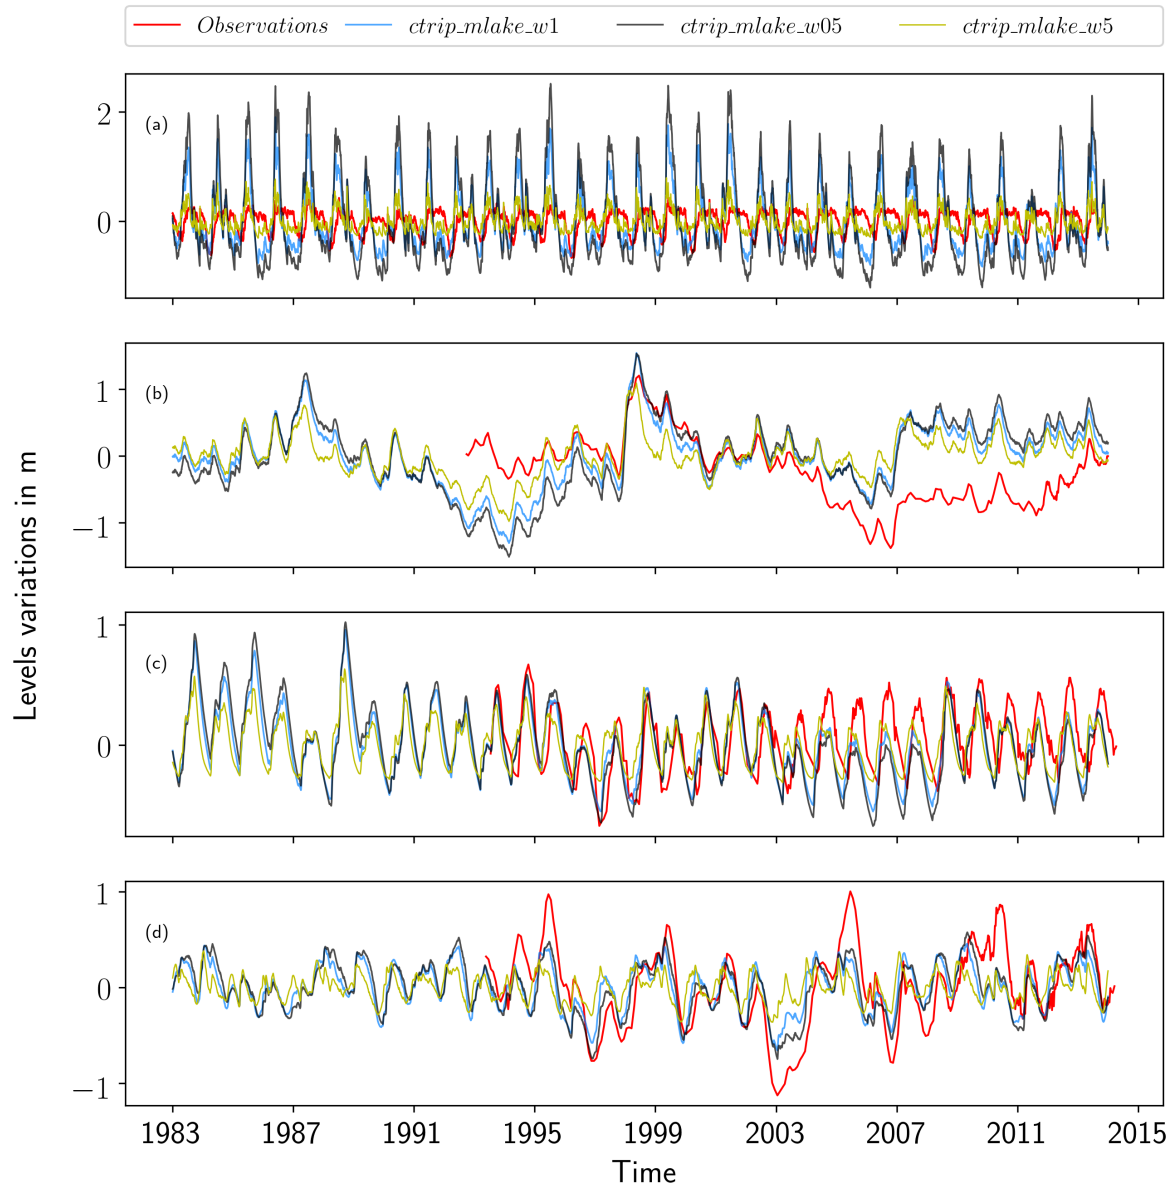 Observations ctrip_mlake_w1 ctrip_mlake_w05 ctrip_mlake_w5
(a)
2
0
(b)
1
0
−1
Levels variations in m
(c)
1
0
(d)
1
0
−1
1983 1987 1991 1995 1999 2003 2007 2011 2015
Time